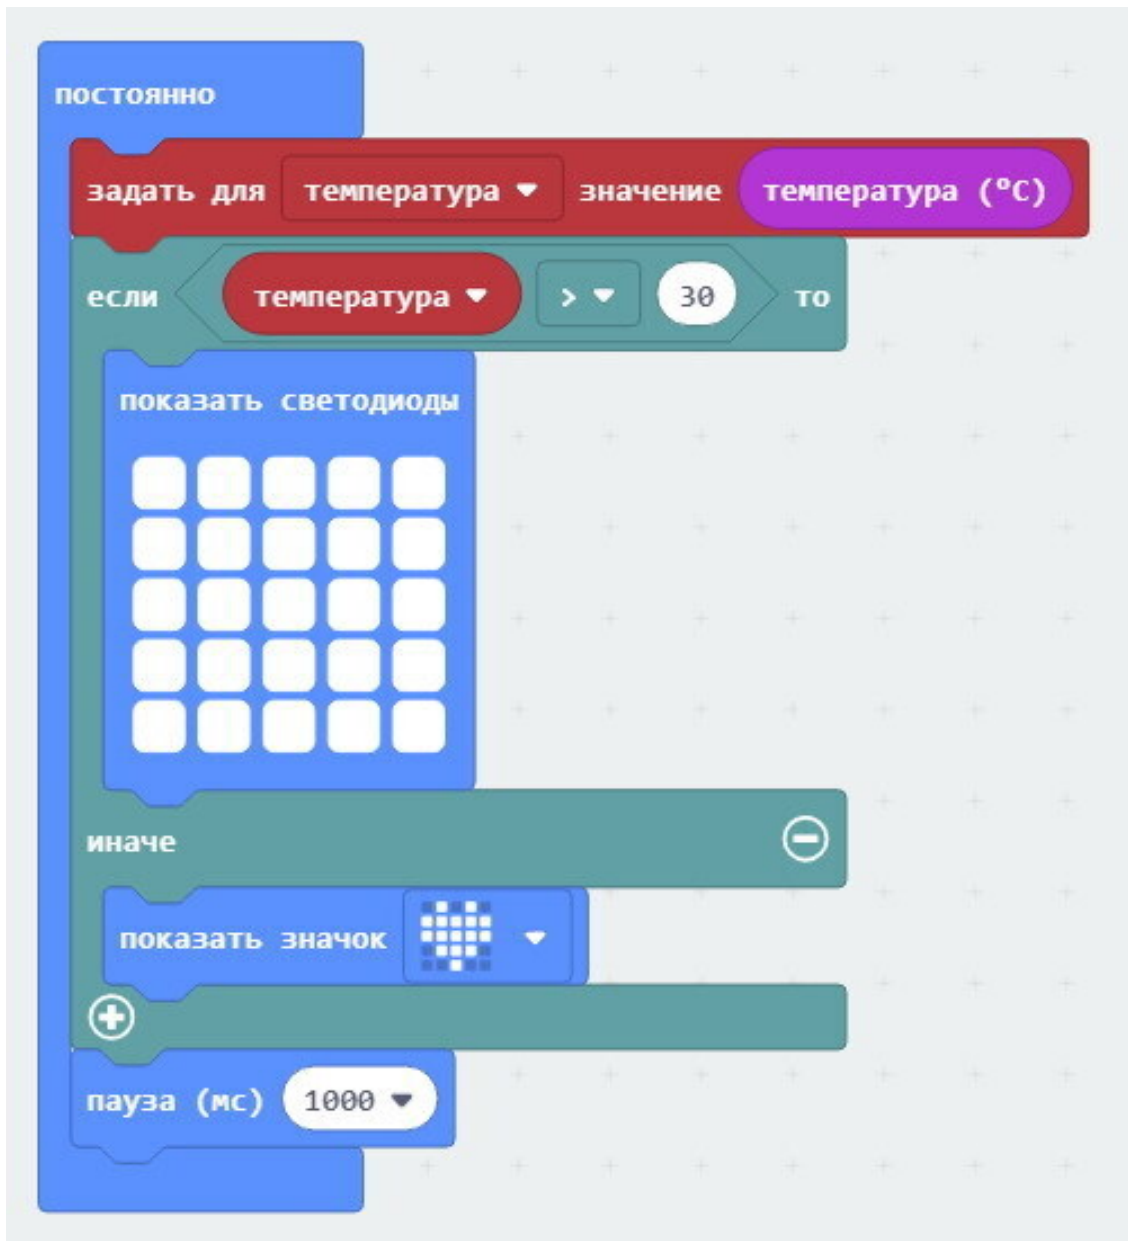 постоянно
задать для температура значение температура (°C)
если температура > 30 то
показать светодиоды
иначе
показать значок
пауза (мс) 1000